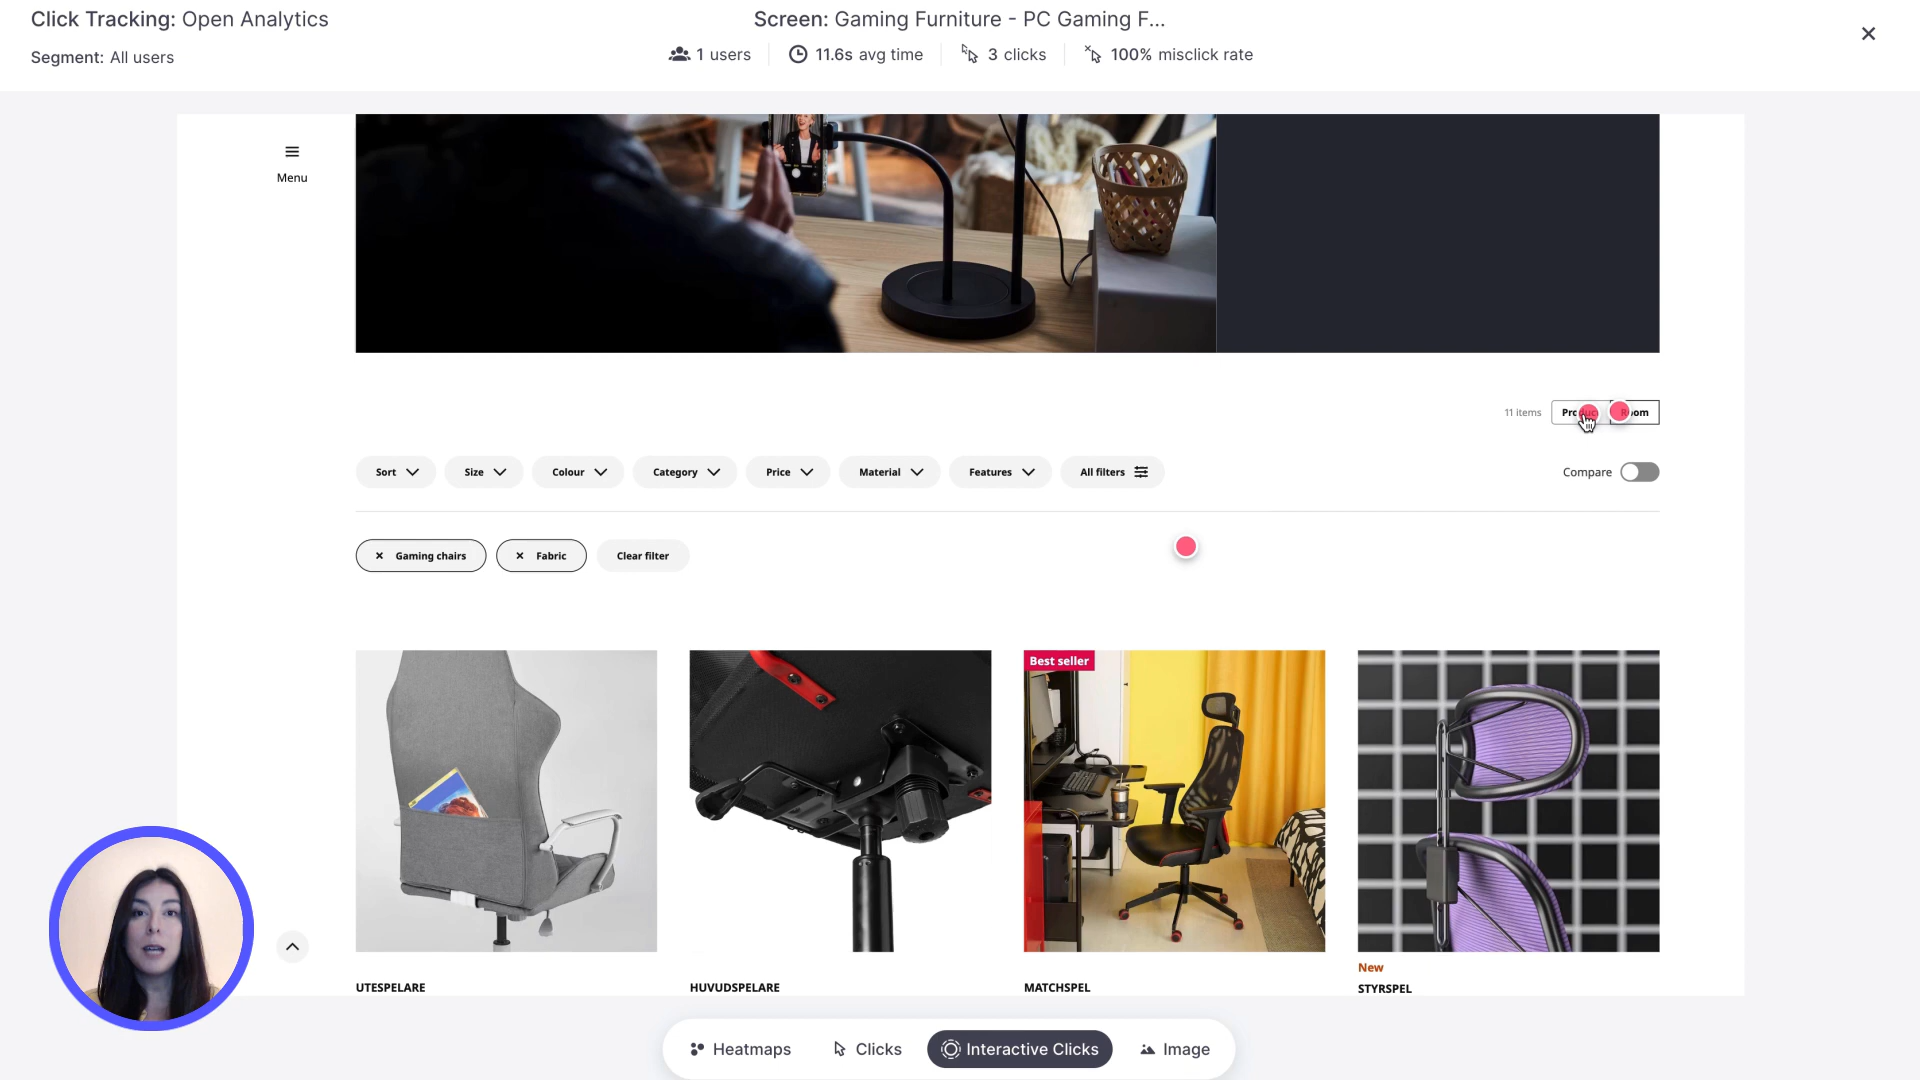 Click Tracking: Open Analytics
Screen: Gaming Furniture - PC Gaming F...
Segment: All users
1 users
11.6s avg time
3 clicks
100% misclick rate
Menu
11 items
Sort
Size
Colour
Category
Price
Material
Features
All filters
Compare
Gaming chairs
Fabric
Clear filter
Best seller
New
UTESPELARE
HUVUDSPELARE
MATCHSPEL
STYRSPEL
Heatmaps
Clicks
Interactive Clicks
Image